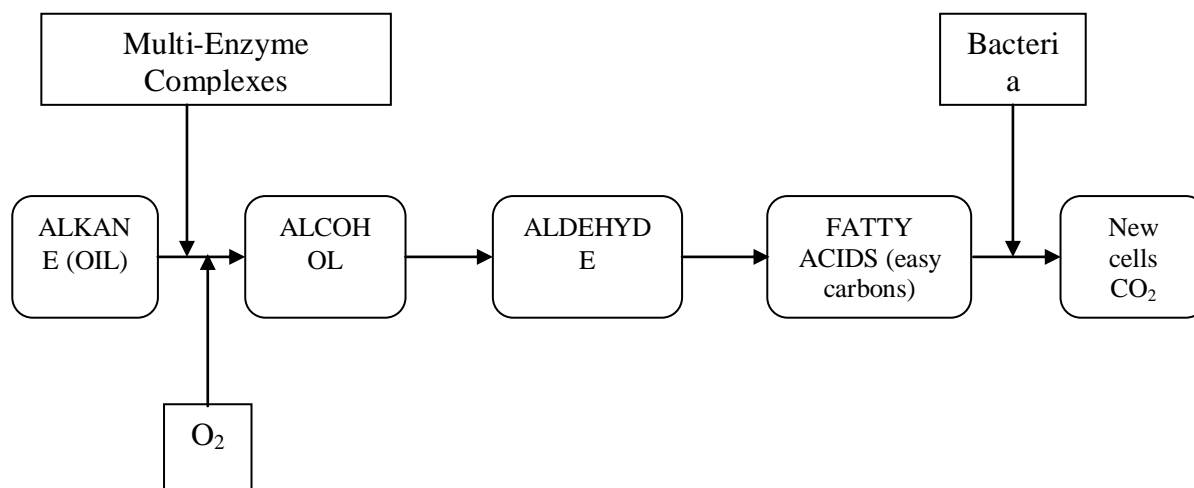 Multi-Enzyme
Complexes
Bacteri
a
ALKAN
E (OIL)
ALCOH
OL
ALDEHYD
E
FATTY
ACIDS (easy
carbons)
New
cells
CO₂
O₂